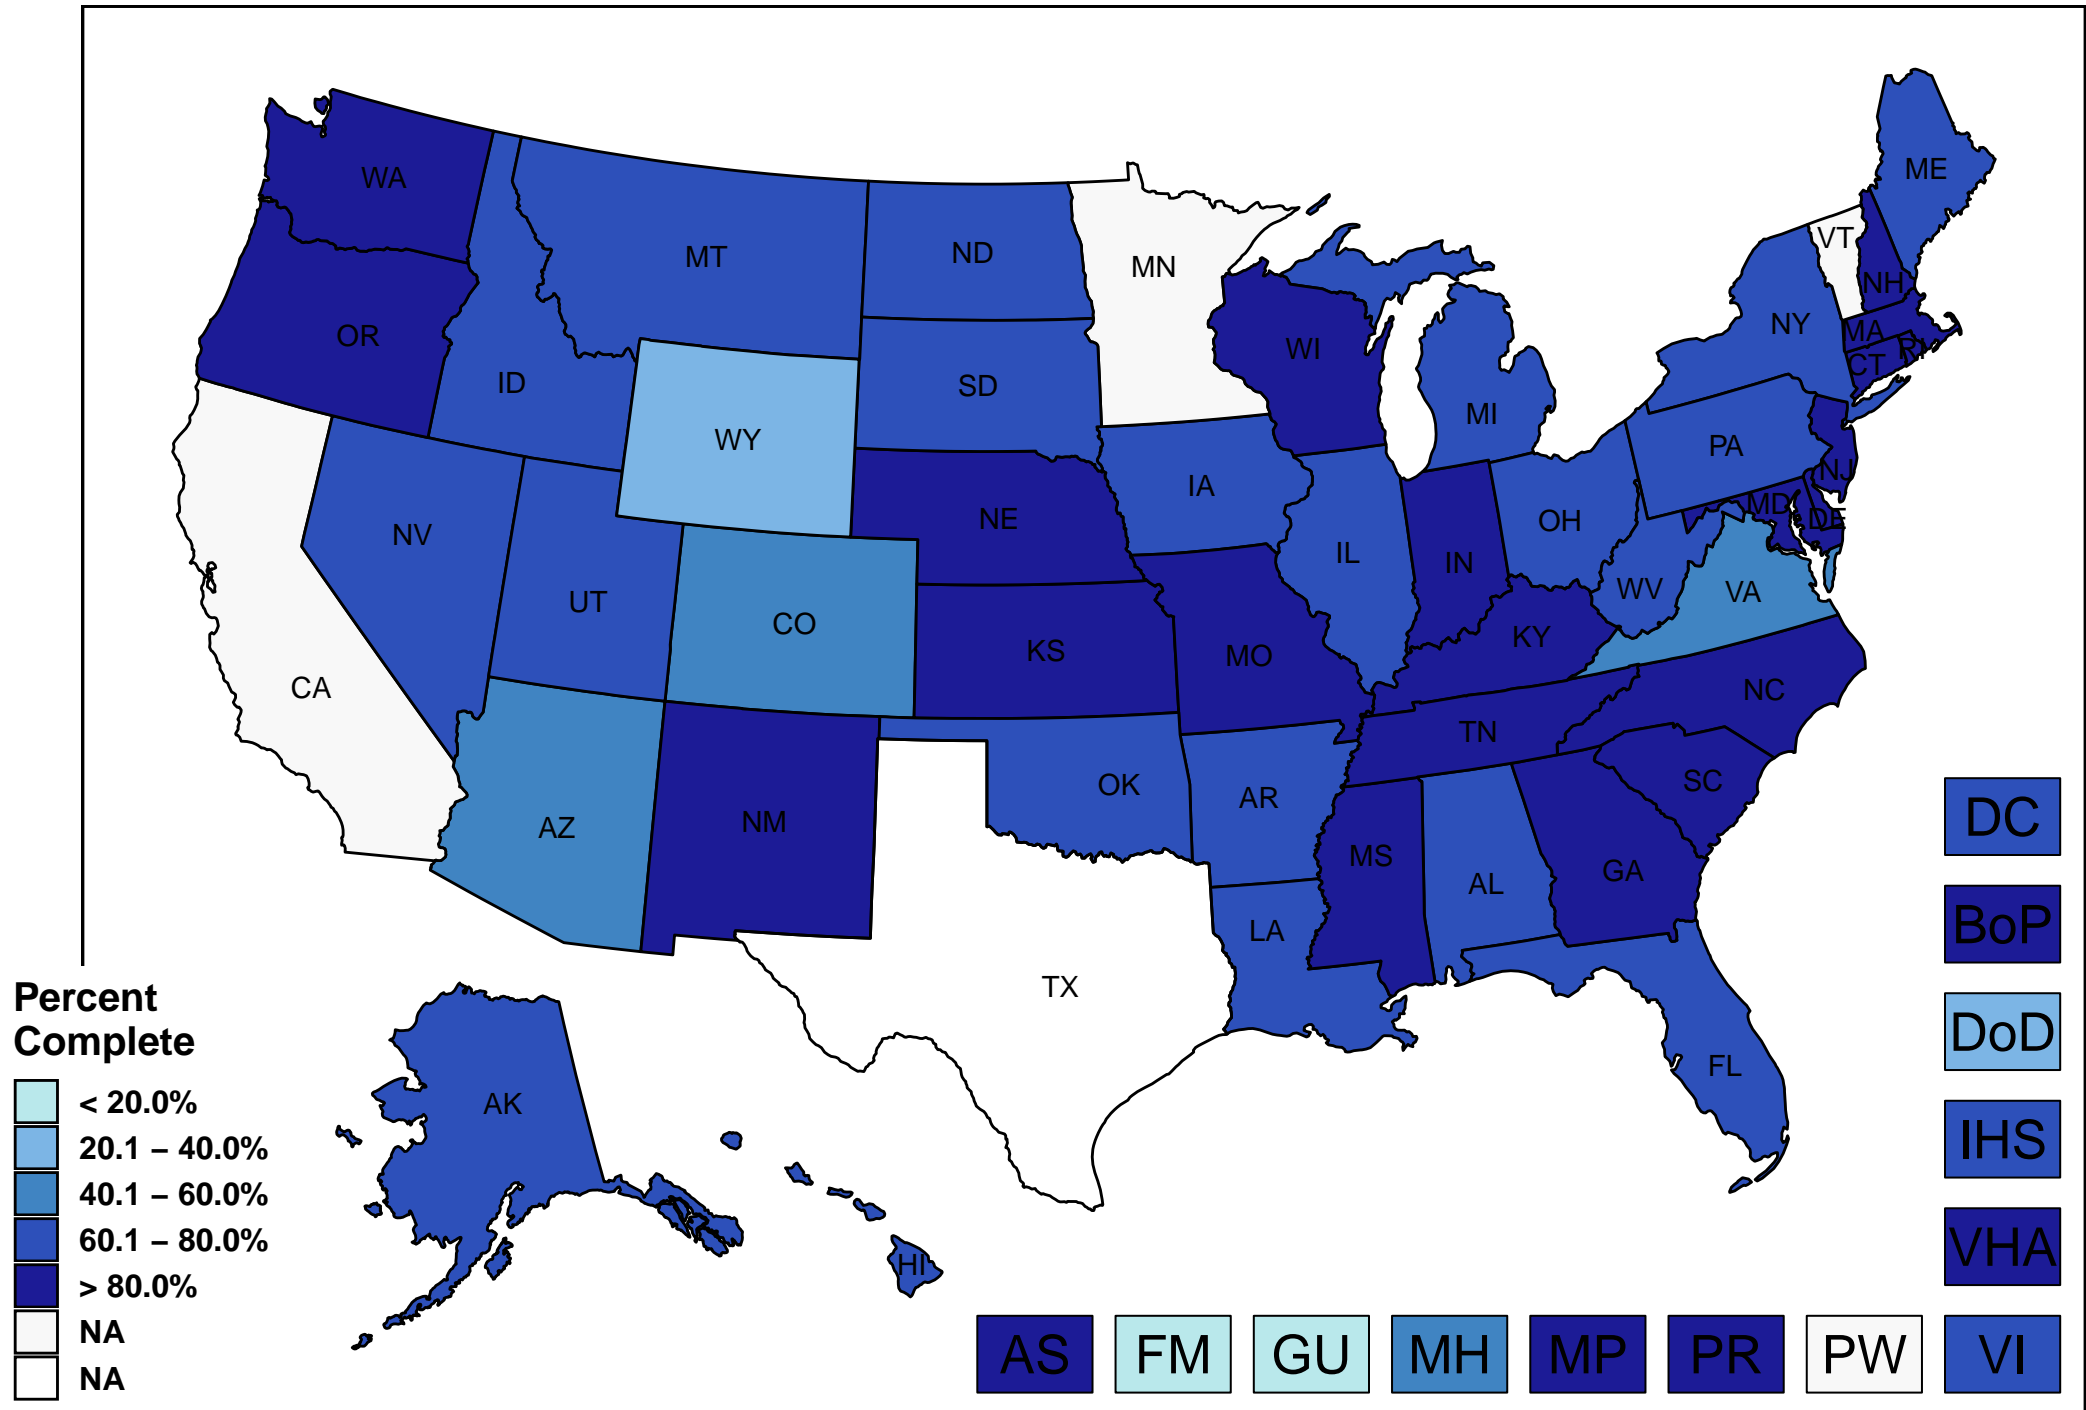 WA
ME
VT
MT
ND
MN
NH
OR
NY
MA
WI
RI
CT
ID
SD
MI
WY
PA
NJ
IA
MD
NE
OH
DE
NV
IL
IN
UT
WV
VA
CO
KS
MO
KY
CA
NC
TN
OK
AR
SC
AZ
NM
MS
GA
AL
LA
TX
FL
AK
HI
DC
BoP
DoD
IHS
VHA
Percent
Complete
< 20.0%
20.1 – 40.0%
40.1 – 60.0%
60.1 – 80.0%
> 80.0%
NA
NA
AS FM GU MH MP PR PW VI